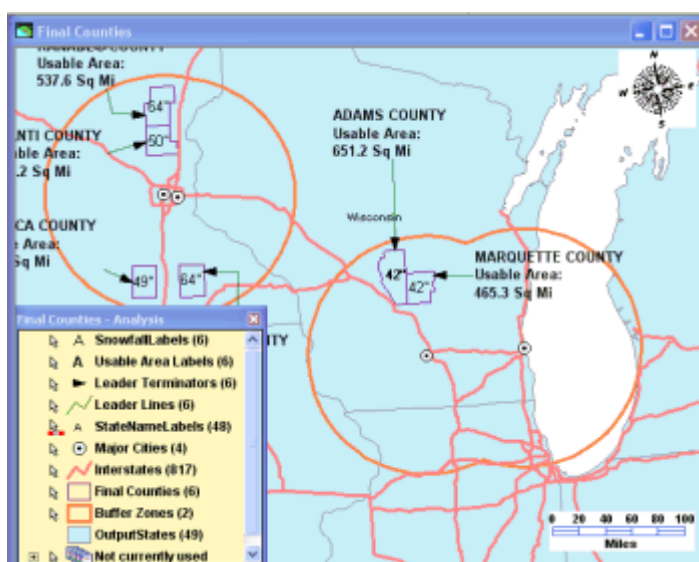 Final Counties
Usable Area:
537.6 Sq Mi
64"
50"
NTI COUNTY
able Area:
.2 Sq Mi
ADAMS COUNTY
Usable Area:
651.2 Sq Mi
N
W
e
S
Wisconsin
CA COUNTY
Area:
Sq Mi
49"
64"
42"
42"
MARQUETTE COUNTY
Usable Area:
465.3 Sq Mi
Final Counties - Analysis
A SnowfallLabels (6)
A Usable Area Labels (6)
Leader Terminators (6)
Leader Lines (6)
A StateNameLabels (48)
Major Cities (4)
Interstates (817)
Final Counties (6)
Buffer Zones (2)
OutputStates (49)
Not currently used
0 20 40 60 80 100
Miles